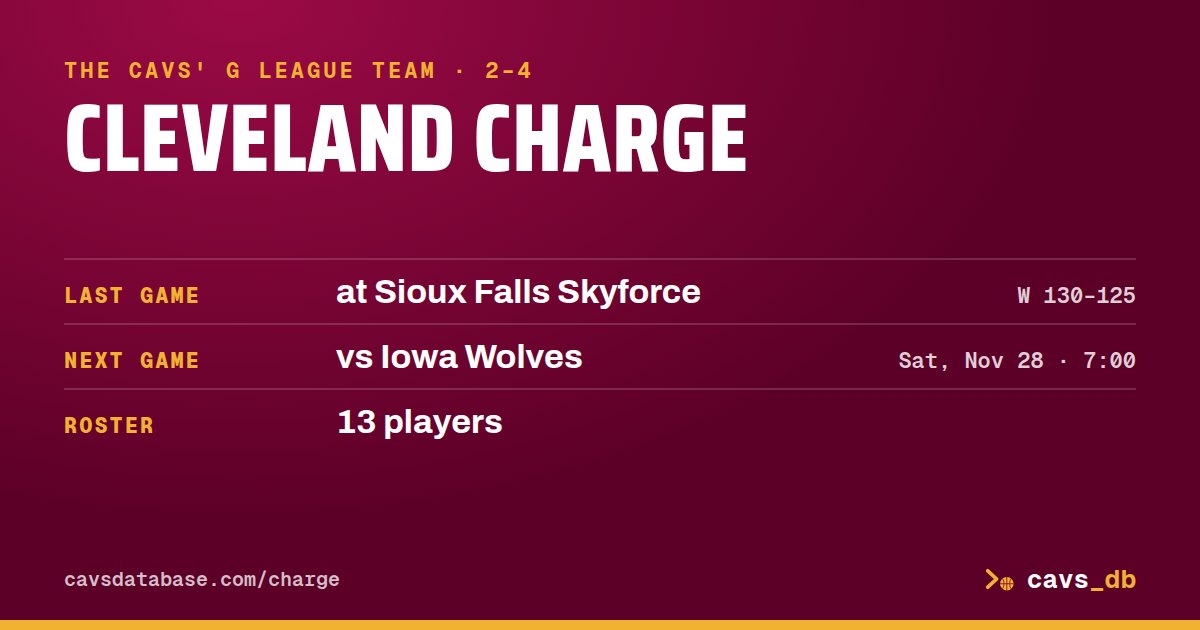 THE CAVS' G LEAGUE TEAM · 2–4
CLEVELAND CHARGE
LAST GAME at Sioux Falls Skyforce W 130–125
NEXT GAME vs Iowa Wolves Sat, Nov 28 · 7:00
ROSTER 13 players
cavsdatabase.com/charge cavs_db